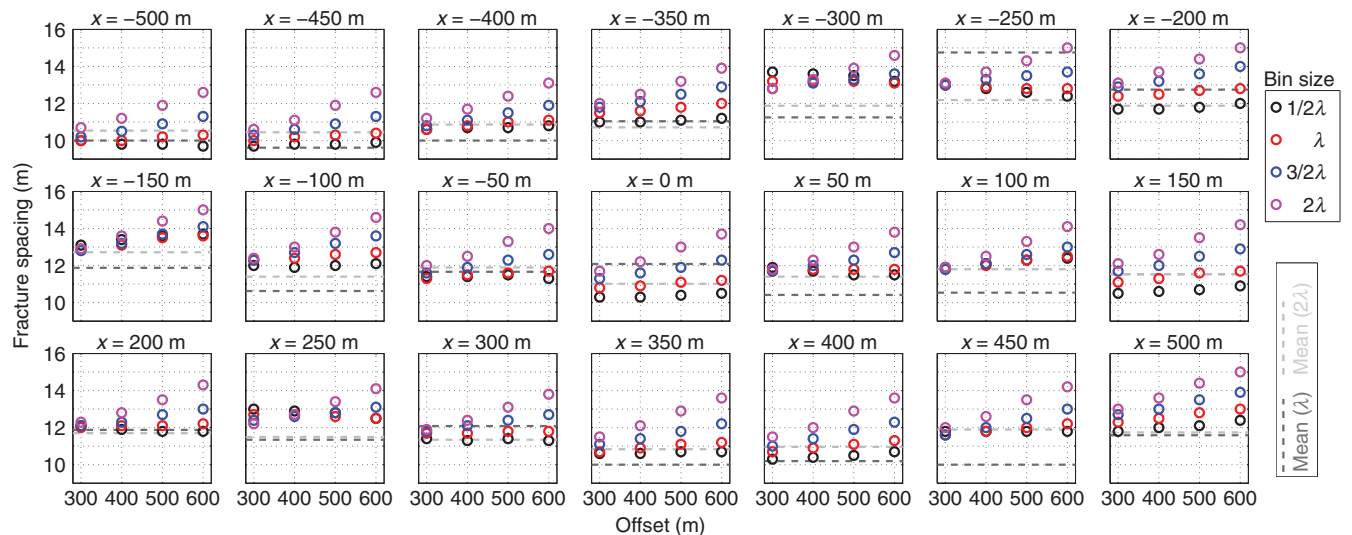 x = −500 m
x = −450 m
x = −400 m
x = −350 m
x = −300 m
x = −250 m
x = −200 m
16
14
12
10
Bin size
1/2λ
λ
3/2λ
2λ
x = −150 m
x = −100 m
x = −50 m
x = 0 m
x = 50 m
x = 100 m
x = 150 m
16
14
12
10
Fracture spacing (m)
x = 200 m
x = 250 m
x = 300 m
x = 350 m
x = 400 m
x = 450 m
x = 500 m
16
14
12
10
Mean (λ)
Mean (2λ)
300 400 500 600
300 400 500 600
300 400 500 600
300 400 500 600
300 400 500 600
300 400 500 600
300 400 500 600
Offset (m)